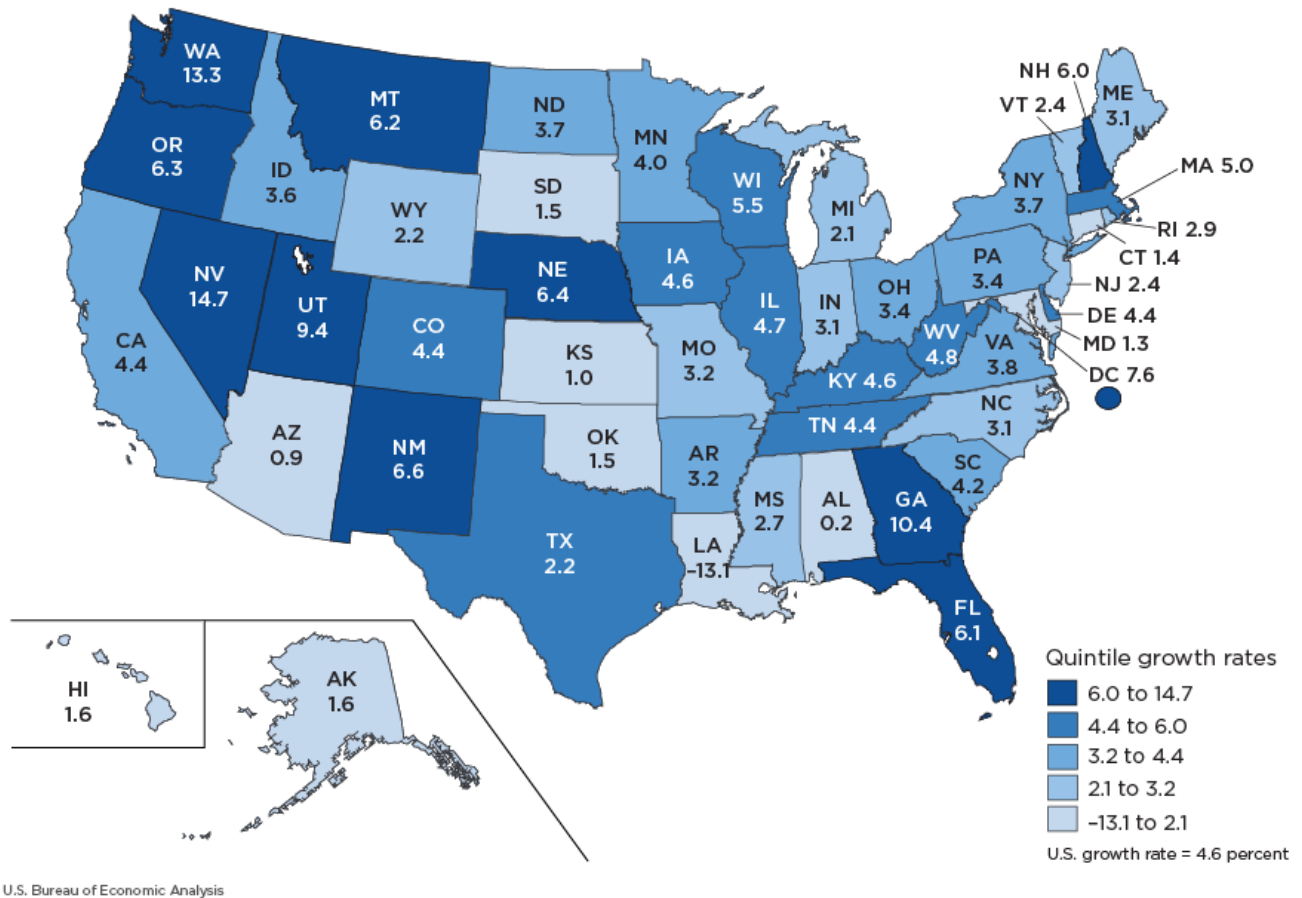 WA
13.3
MT
6.2
ND
3.7
MN
4.0
NH 6.0
VT 2.4
ME
3.1
OR
6.3
ID
3.6
SD
1.5
WI
5.5
MI
2.1
NY
3.7
MA 5.0
WY
2.2
RI 2.9
CT 1.4
NV
14.7
UT
9.4
NE
6.4
IA
4.6
IL
4.7
IN
3.1
OH
3.4
PA
3.4
NJ 2.4
DE 4.4
MD 1.3
DC 7.6
CA
4.4
CO
4.4
KS
1.0
MO
3.2
WV
4.8
VA
3.8
KY 4.6
NC
3.1
TN 4.4
AZ
0.9
NM
6.6
OK
1.5
AR
3.2
SC
4.2
MS
2.7
AL
0.2
GA
10.4
TX
2.2
LA
–13.1
FL
6.1
HI
1.6
AK
1.6
Quintile growth rates
6.0 to 14.7
4.4 to 6.0
3.2 to 4.4
2.1 to 3.2
–13.1 to 2.1
U.S. growth rate = 4.6 percent
U.S. Bureau of Economic Analysis